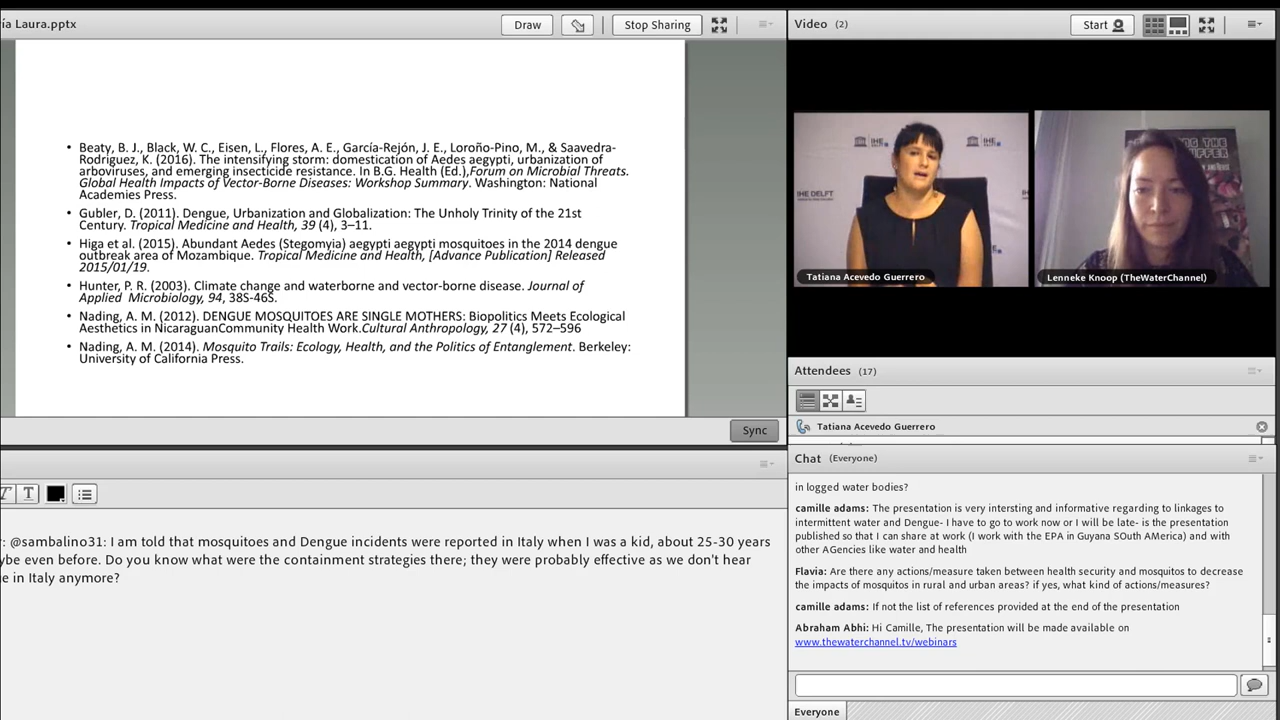 ía Laura.pptx
Draw
Stop Sharing
Video (2)
Start
• Beaty, B. J., Black, W. C., Eisen, L., Flores, A. E., García-Rejón, J. E., Loroño-Pino, M., & Saavedra-
Rodriguez, K. (2016). The intensifying storm: domestication of Aedes aegypti, urbanization of
arboviruses, and emerging insecticide resistance. In B.G. Health (Ed.),Forum on Microbial Threats.
Global Health Impacts of Vector-Borne Diseases: Workshop Summary. Washington: National
Academies Press.
• Gubler, D. (2011). Dengue, Urbanization and Globalization: The Unholy Trinity of the 21st
Century. Tropical Medicine and Health, 39 (4), 3–11.
• Higa et al. (2015). Abundant Aedes (Stegomyia) aegypti aegypti mosquitoes in the 2014 dengue
outbreak area of Mozambique. Tropical Medicine and Health, [Advance Publication] Released
2015/01/19.
• Hunter, P. R. (2003). Climate change and waterborne and vector-borne disease. Journal of
Applied Microbiology, 94, 38S-46S.
• Nading, A. M. (2012). DENGUE MOSQUITOES ARE SINGLE MOTHERS: Biopolitics Meets Ecological
Aesthetics in NicaraguanCommunity Health Work.Cultural Anthropology, 27 (4), 572–596
• Nading, A. M. (2014). Mosquito Trails: Ecology, Health, and the Politics of Entanglement. Berkeley:
University of California Press.
Sync
IHE
IHE DELFT
Tatiana Acevedo Guerrero
Lenneke Knoop (TheWaterChannel)
Attendees (17)
Tatiana Acevedo Guerrero
Chat (Everyone)
in logged water bodies?
camille adams: The presentation is very intersting and informative regarding to linkages to
intermittent water and Dengue- I have to go to work now or I will be late- is the presentation
published so that I can share at work (I work with the EPA in Guyana SOuth AMerica) and with
other AGencies like water and health
Flavia: Are there any actions/measure taken between health security and mosquitos to decrease
the impacts of mosquitos in rural and urban areas? if yes, what kind of actions/measures?
camille adams: If not the list of references provided at the end of the presentation
Abraham Abhi: Hi Camille, The presentation will be made available on
www.thewaterchannel.tv/webinars
Everyone
r: @sambalino31: I am told that mosquitoes and Dengue incidents were reported in Italy when I was a kid, about 25-30 years
ybe even before. Do you know what were the containment strategies there; they were probably effective as we don't hear
e in Italy anymore?